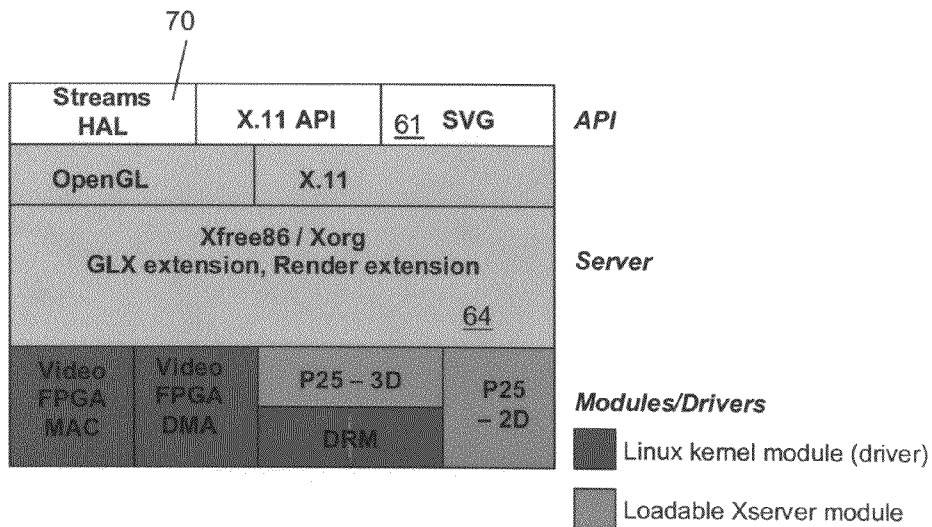 70
Streams
HAL
X.11 API
61 SVG
API
OpenGL
X.11
Xfree86 / Xorg
GLX extension, Render extension
Server
64
Video
FPGA
MAC
Video
FPGA
DMA
P25 – 3D
DRM
P25
– 2D
Modules/Drivers
Linux kernel module (driver)
Loadable Xserver module